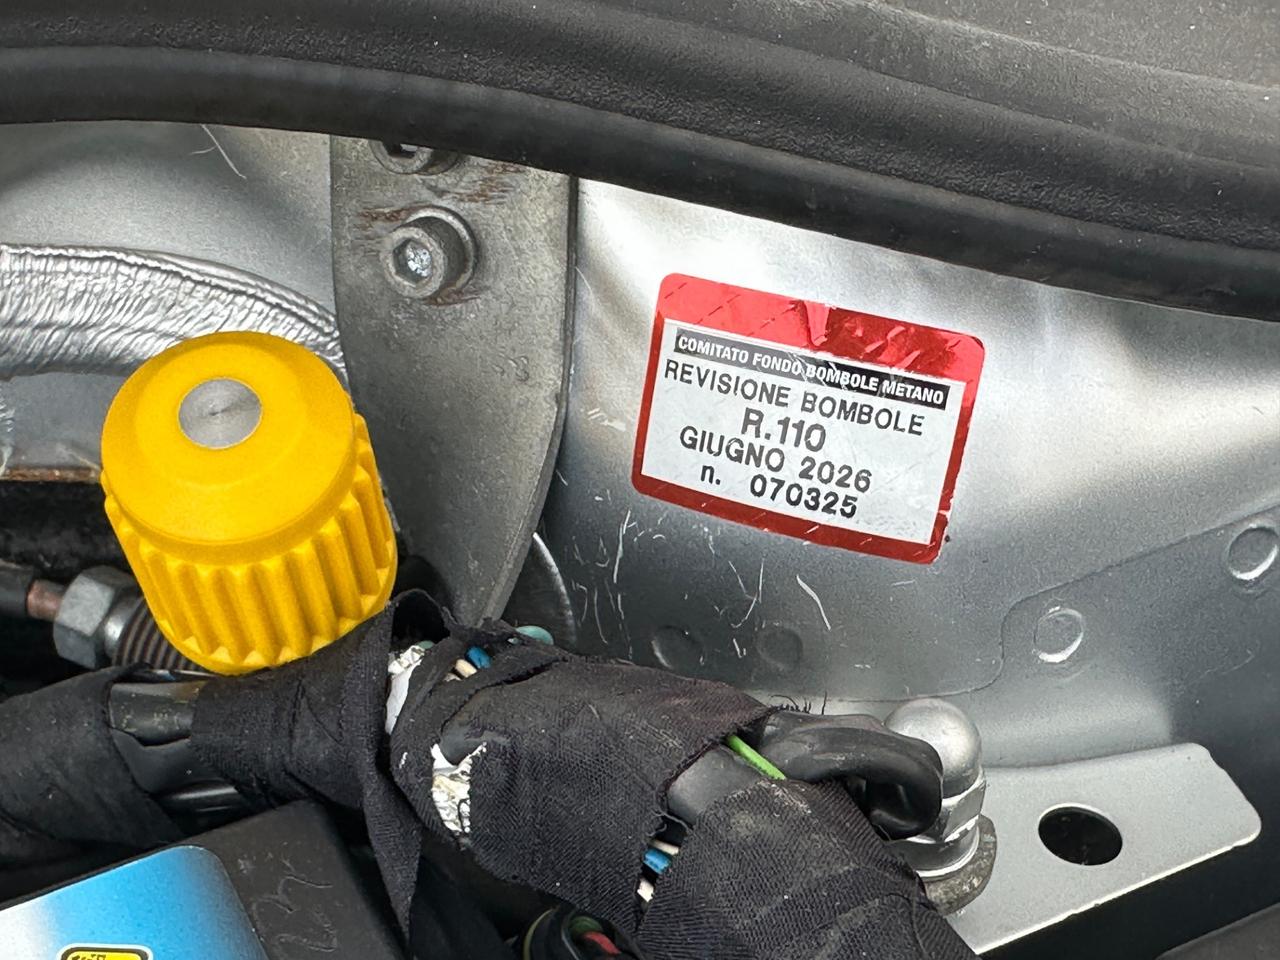 COMITATO FONDO BOMBOLE METANO
REVISIONE BOMBOLE
R.110
GIUGNO 2026
n. 070325